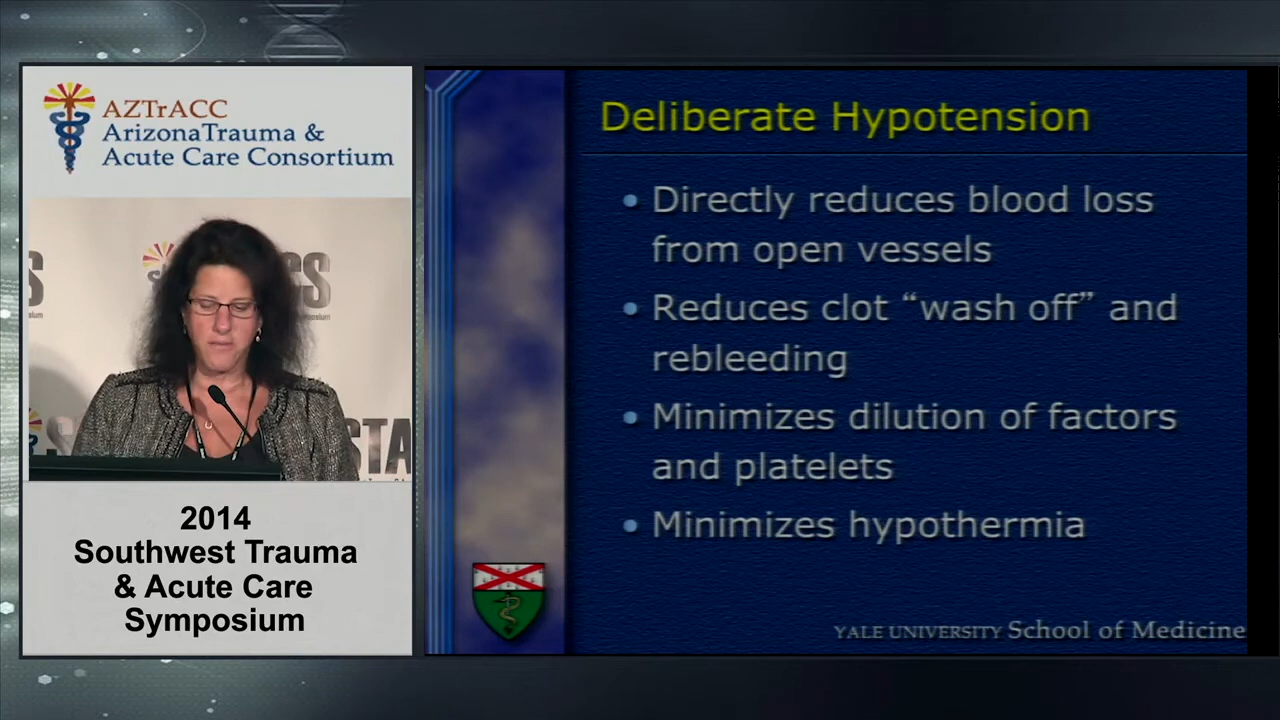 AZTrACC
ArizonaTrauma &
Acute Care Consortium
2014
Southwest Trauma
& Acute Care
Symposium
Deliberate Hypotension
• Directly reduces blood loss
from open vessels
• Reduces clot “wash off” and
rebleeding
• Minimizes dilution of factors
and platelets
• Minimizes hypothermia
YALE UNIVERSITY School of Medicine